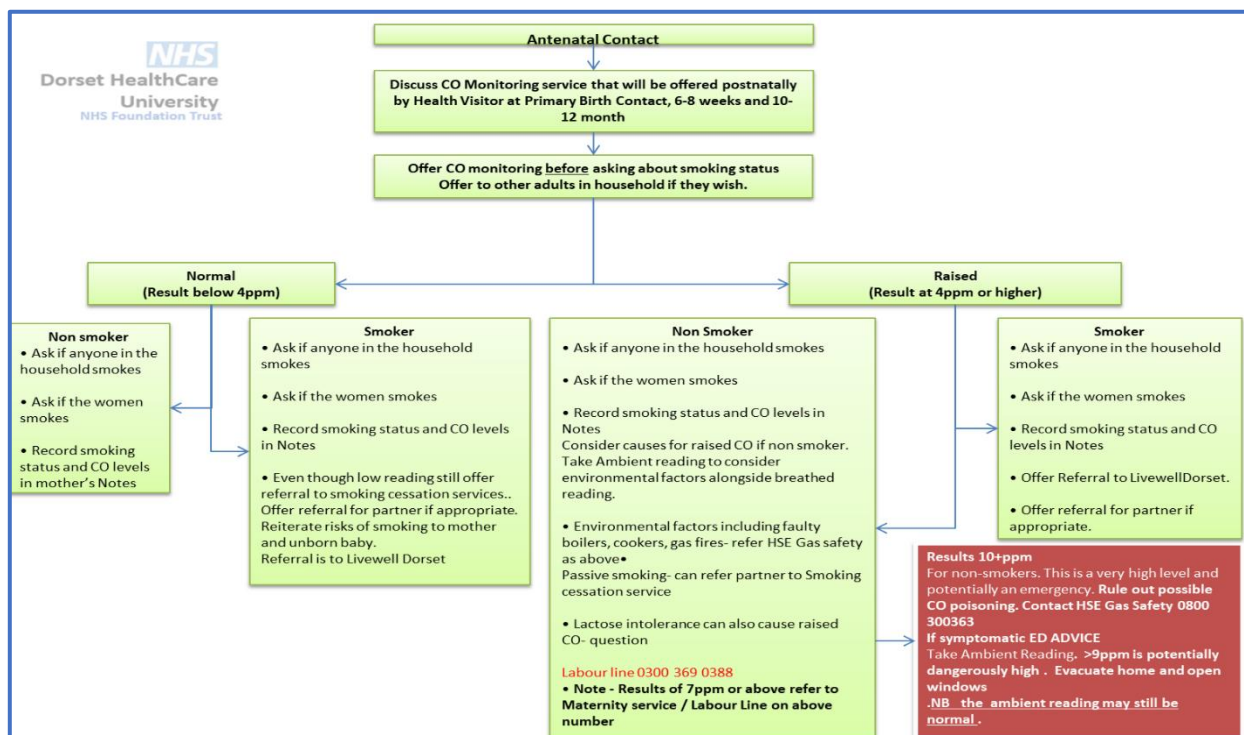 NHS
Dorset HealthCare
University
NHS Foundation Trust
Antenatal Contact
Discuss CO Monitoring service that will be offered postnatally
by Health Visitor at Primary Birth Contact, 6-8 weeks and 10-
12 month
Offer CO monitoring before asking about smoking status
Offer to other adults in household if they wish.
Normal
(Result below 4ppm)
Raised
(Result at 4ppm or higher)
Non smoker
• Ask if anyone in the
household smokes
• Ask if the women
smokes
• Record smoking
status and CO levels
in mother's Notes
Smoker
• Ask if anyone in the household
smokes
• Ask if the women smokes
• Record smoking status and CO levels
in Notes
• Even though low reading still offer
referral to smoking cessation services..
Offer referral for partner if appropriate.
Reiterate risks of smoking to mother
and unborn baby.
Referral is to Livewell Dorset
Non Smoker
• Ask if anyone in the household smokes
• Ask if the women smokes
• Record smoking status and CO levels in
Notes
Consider causes for raised CO if non smoker.
Take Ambient reading to consider
environmental factors alongside breathed
reading.
• Environmental factors including faulty
boilers, cookers, gas fires- refer HSE Gas safety
as above•
Passive smoking- can refer partner to Smoking
cessation service
• Lactose intolerance can also cause raised
CO- question
Labour line 0300 369 0388
• Note - Results of 7ppm or above refer to
Maternity service / Labour Line on above
number
Smoker
• Ask if anyone in the household
smokes
• Ask if the women smokes
• Record smoking status and CO
levels in Notes
• Offer Referral to LivewellDorset.
• Offer referral for partner if
appropriate.
Results 10+ppm
For non-smokers. This is a very high level and
potentially an emergency. Rule out possible
CO poisoning. Contact HSE Gas Safety 0800
300363
If symptomatic ED ADVICE
Take Ambient Reading. >9ppm is potentially
dangerously high . Evacuate home and open
windows
.NB the ambient reading may still be
normal .